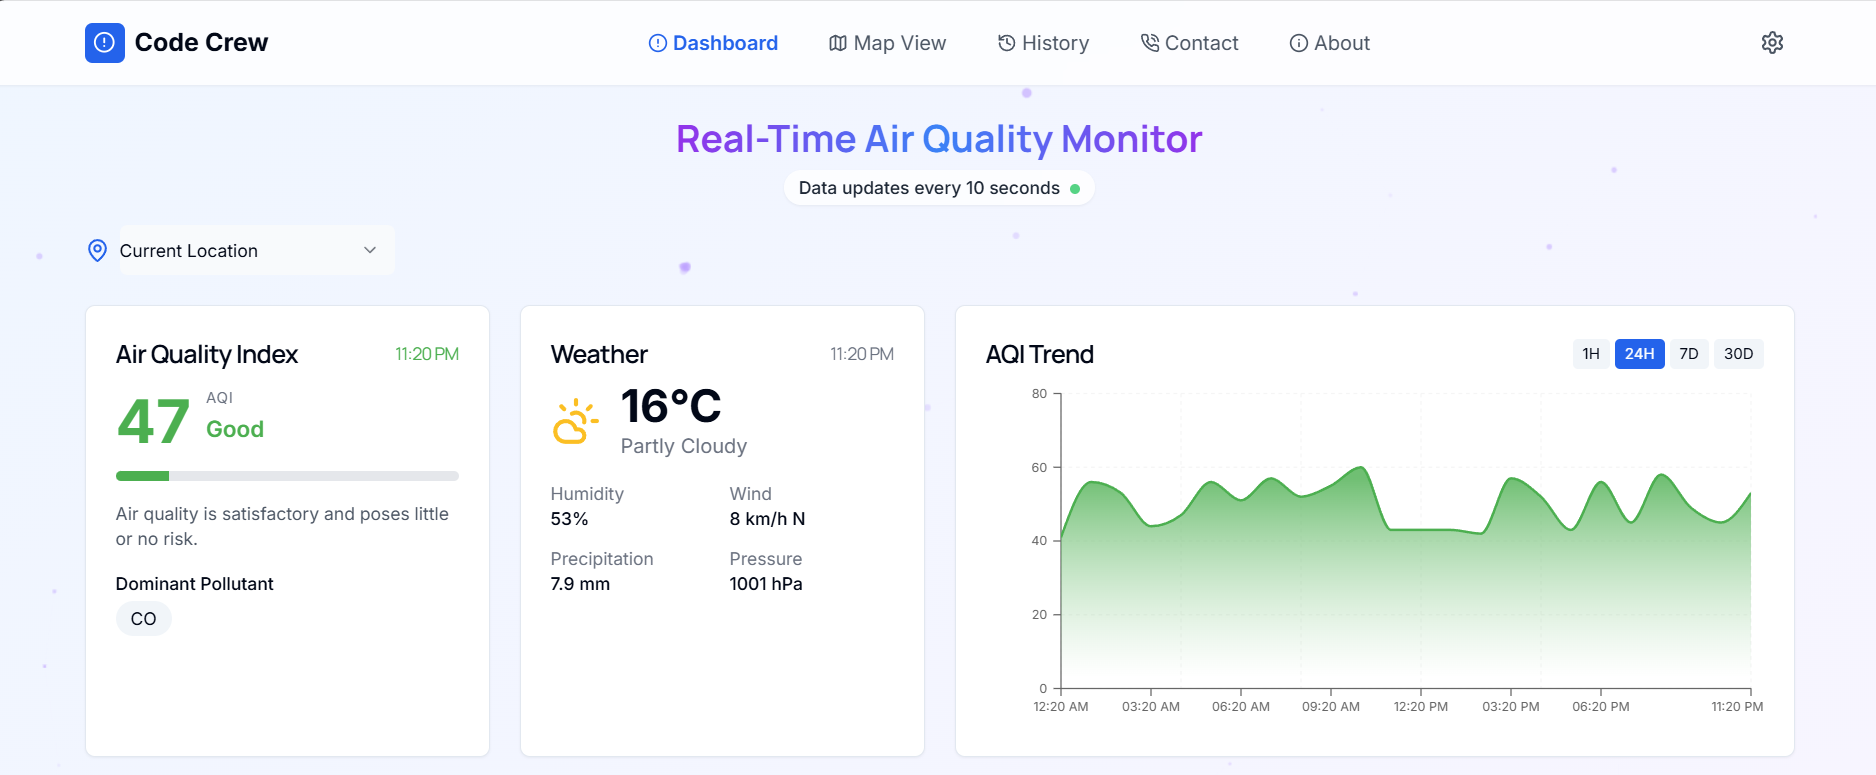 Code Crew
Dashboard
Map View
History
Contact
About
Real-Time Air Quality Monitor
Data updates every 10 seconds
Current Location
Air Quality Index
11:20 PM
47
AQI
Good
Air quality is satisfactory and poses little
or no risk.
Dominant Pollutant
CO
Weather
11:20 PM
16°C
Partly Cloudy
Humidity
53%
Wind
8 km/h N
Precipitation
7.9 mm
Pressure
1001 hPa
AQI Trend
1H
24H
7D
30D
80
60
40
20
0
12:20 AM
03:20 AM
06:20 AM
09:20 AM
12:20 PM
03:20 PM
06:20 PM
11:20 PM